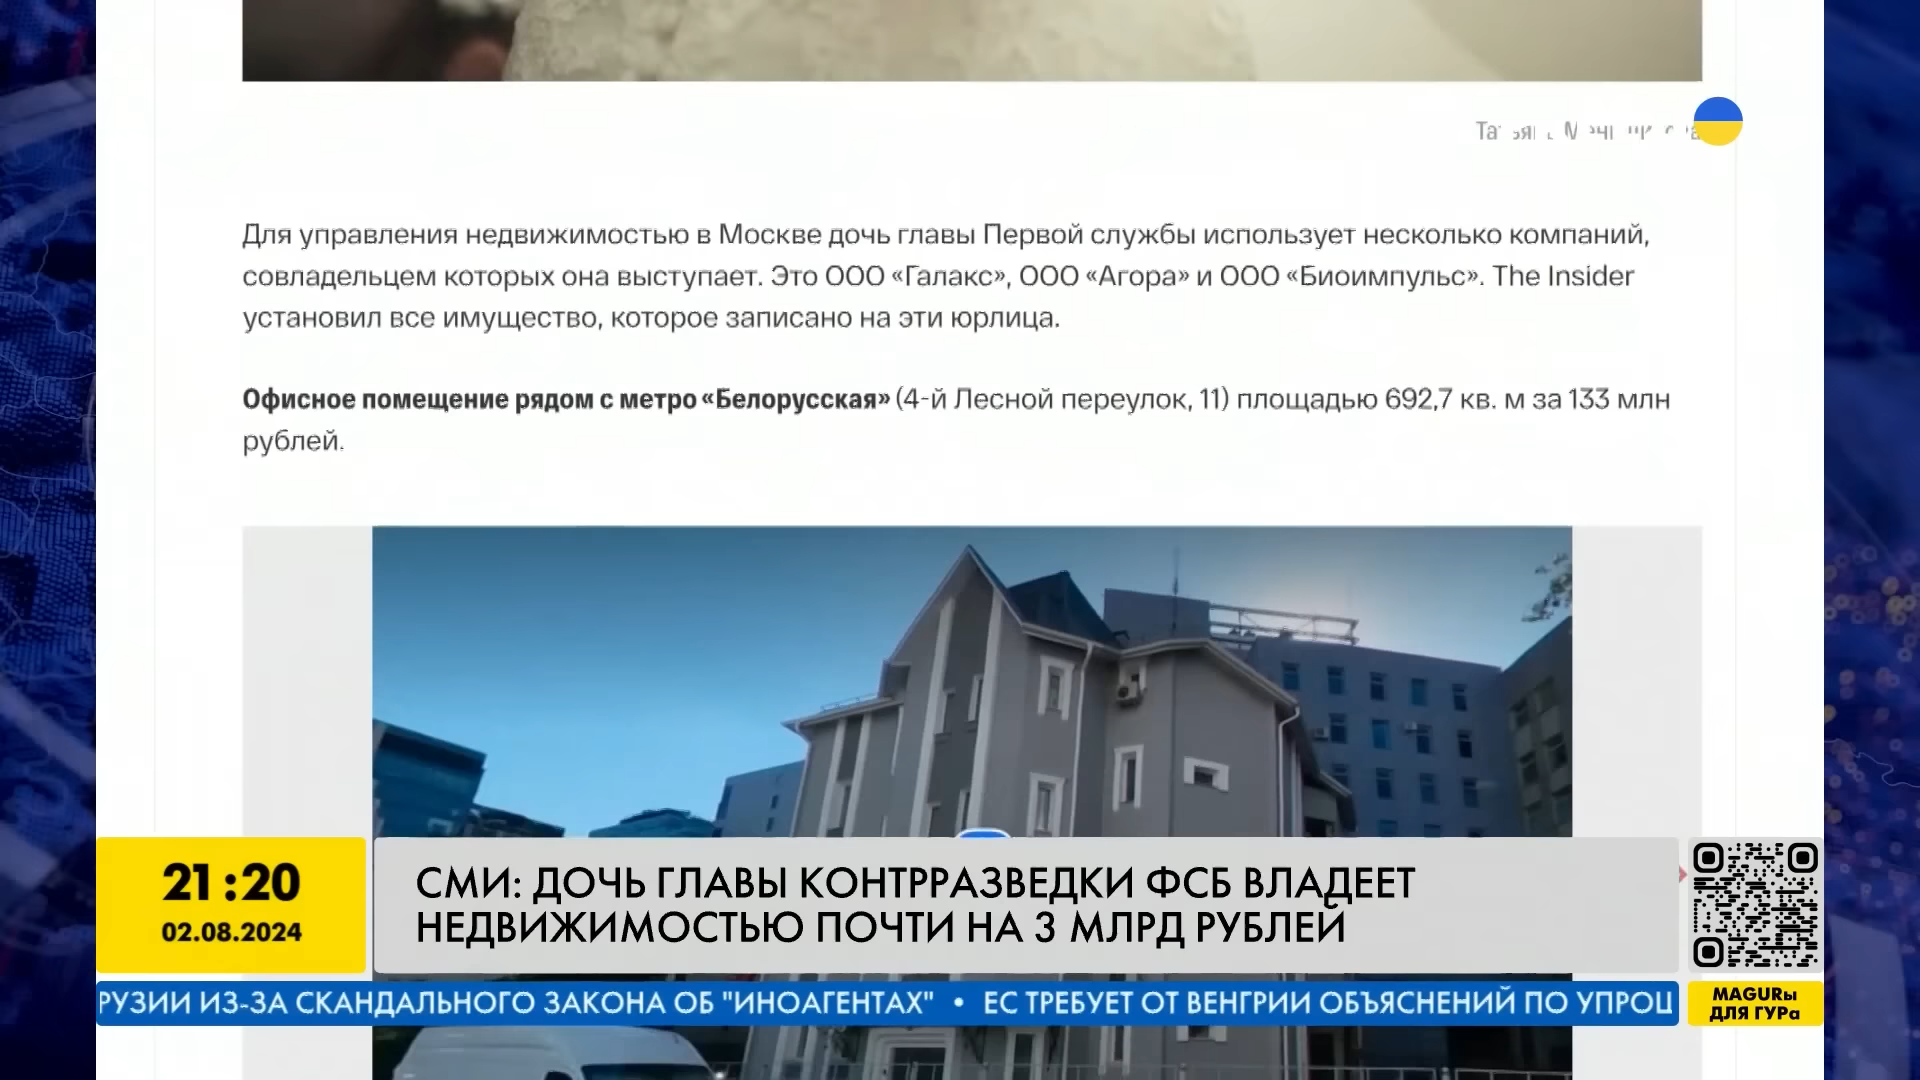 Для управления недвижимостью в Москве дочь главы Первой службы использует несколько компаний,
совладельцем которых она выступает. Это ООО «Галакс», ООО «Агора» и ООО «Биоимпульс». The Insider
установил все имущество, которое записано на эти юрлица.
Офисное помещение рядом с метро «Белорусская» (4-й Лесной переулок, 11) площадью 692,7 кв. м за 133 млн
рублей.
21:20
02.08.2024
СМИ: ДОЧЬ ГЛАВЫ КОНТРРАЗВЕДКИ ФСБ ВЛАДЕЕТ
НЕДВИЖИМОСТЬЮ ПОЧТИ НА 3 МЛРД РУБЛЕЙ
РУЗИИ ИЗ-ЗА СКАНДАЛЬНОГО ЗАКОНА ОБ "ИНОАГЕНТАХ" • ЕС ТРЕБУЕТ ОТ ВЕНГРИИ ОБЪЯСНЕНИЙ ПО УПРОЩ
MAGURы
ДЛЯ ГУРа